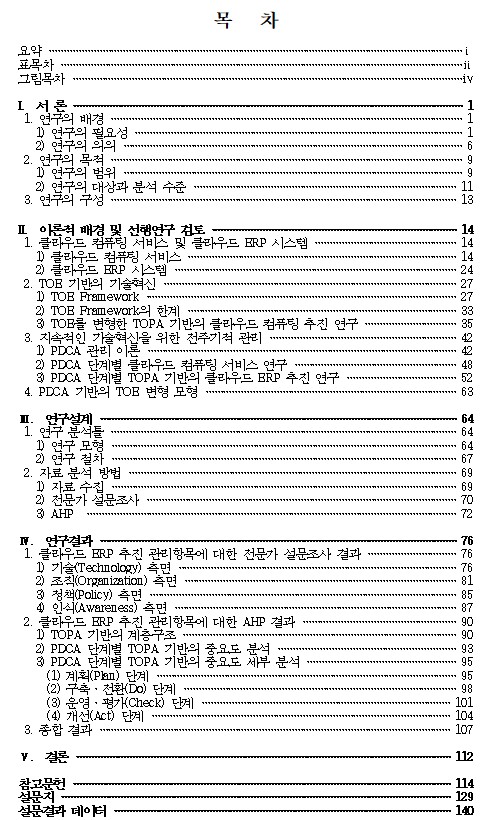 목 차
요약 i
표목차 ii
그림목차 iv
I. 서 론 1
1. 연구의 배경 1
1) 연구의 필요성 1
2) 연구의 의의 6
2. 연구의 목적 9
1) 연구의 범위 9
2) 연구의 대상과 분석 수준 11
3. 연구의 구성 13
II. 이론적 배경 및 선행연구 검토 14
1. 클라우드 컴퓨팅 서비스 및 클라우드 ERP 시스템 14
1) 클라우드 컴퓨팅 서비스 14
2) 클라우드 ERP 시스템 24
2. TOE 기반의 기술혁신 27
1) TOE Framework 27
2) TOE Framework의 한계 33
3) TOE를 변형한 TOPA 기반의 클라우드 컴퓨팅 추진 연구 35
3. 지속적인 기술혁신을 위한 전주기적 관리 42
1) PDCA 관리 이론 42
2) PDCA 단계별 클라우드 컴퓨팅 서비스 연구 48
3) PDCA 단계별 TOPA 기반의 클라우드 ERP 추진 연구 52
4. PDCA 기반의 TOE 변형 모형 63
III. 연구설계 64
1. 연구 분석틀 64
1) 연구 모형 64
2) 연구 절차 67
2. 자료 분석 방법 69
1) 자료 수집 69
2) 전문가 설문조사 70
3) AHP 72
IV. 연구결과 76
1. 클라우드 ERP 추진 관리항목에 대한 전문가 설문조사 결과 76
1) 기술(Technology) 측면 76
2) 조직(Organization) 측면 81
3) 정책(Policy) 측면 85
4) 인식(Awareness) 측면 87
2. 클라우드 ERP 추진 관리항목에 대한 AHP 결과 90
1) TOPA 기반의 계층구조 90
2) PDCA 단계별 TOPA 기반의 중요도 분석 93
3) PDCA 단계별 TOPA 기반의 중요도 세부 분석 95
(1) 계획(Plan) 단계 95
(2) 구축·전환(Do) 단계 98
(3) 운영·평가(Check) 단계 101
(4) 개선(Act) 단계 104
3. 종합 결과 107
V. 결론 112
참고문헌 114
설문지 129
설문결과 데이터 140